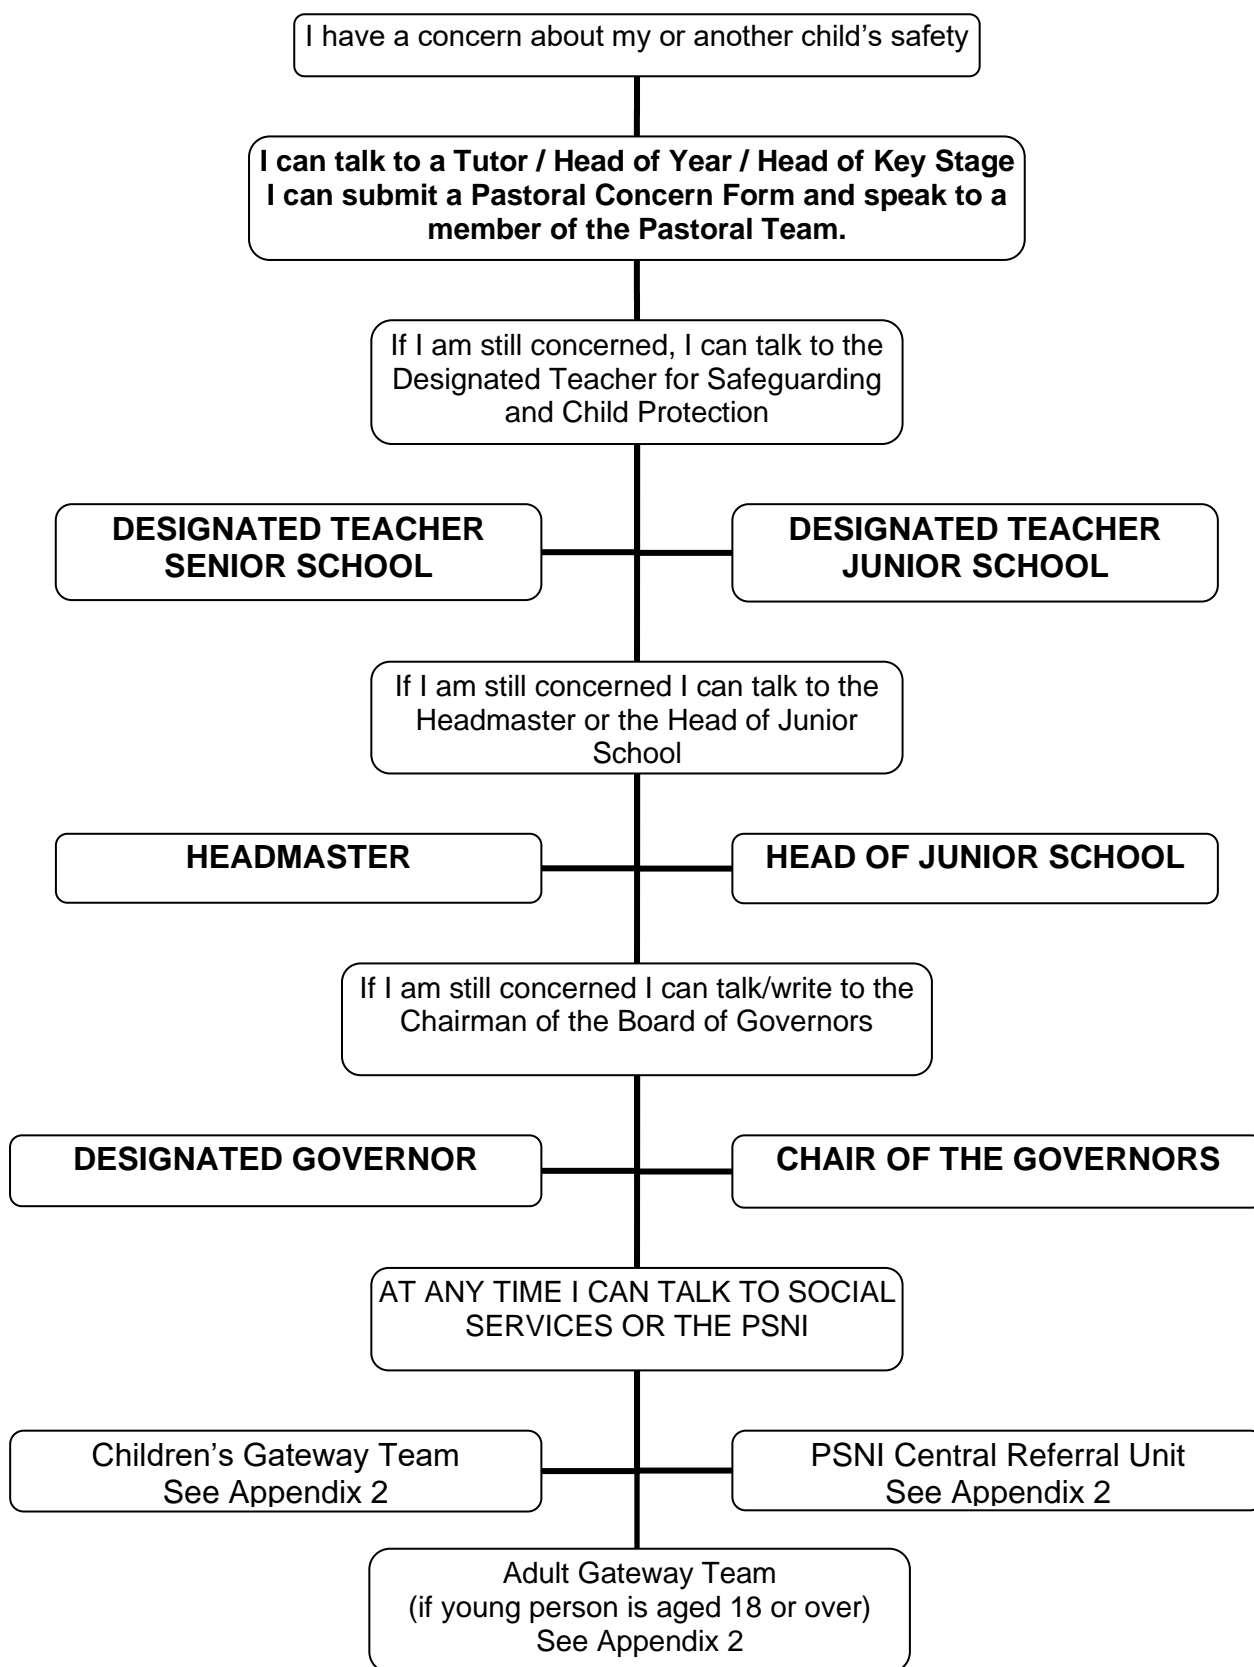 I have a concern about my or another child’s safety
I can talk to a Tutor / Head of Year / Head of Key Stage
I can submit a Pastoral Concern Form and speak to a
member of the Pastoral Team.
If I am still concerned, I can talk to the
Designated Teacher for Safeguarding
and Child Protection
DESIGNATED TEACHER
SENIOR SCHOOL
DESIGNATED TEACHER
JUNIOR SCHOOL
If I am still concerned I can talk to the
Headmaster or the Head of Junior
School
HEADMASTER
HEAD OF JUNIOR SCHOOL
If I am still concerned I can talk/write to the
Chairman of the Board of Governors
DESIGNATED GOVERNOR
CHAIR OF THE GOVERNORS
AT ANY TIME I CAN TALK TO SOCIAL
SERVICES OR THE PSNI
Children’s Gateway Team
See Appendix 2
PSNI Central Referral Unit
See Appendix 2
Adult Gateway Team
(if young person is aged 18 or over)
See Appendix 2